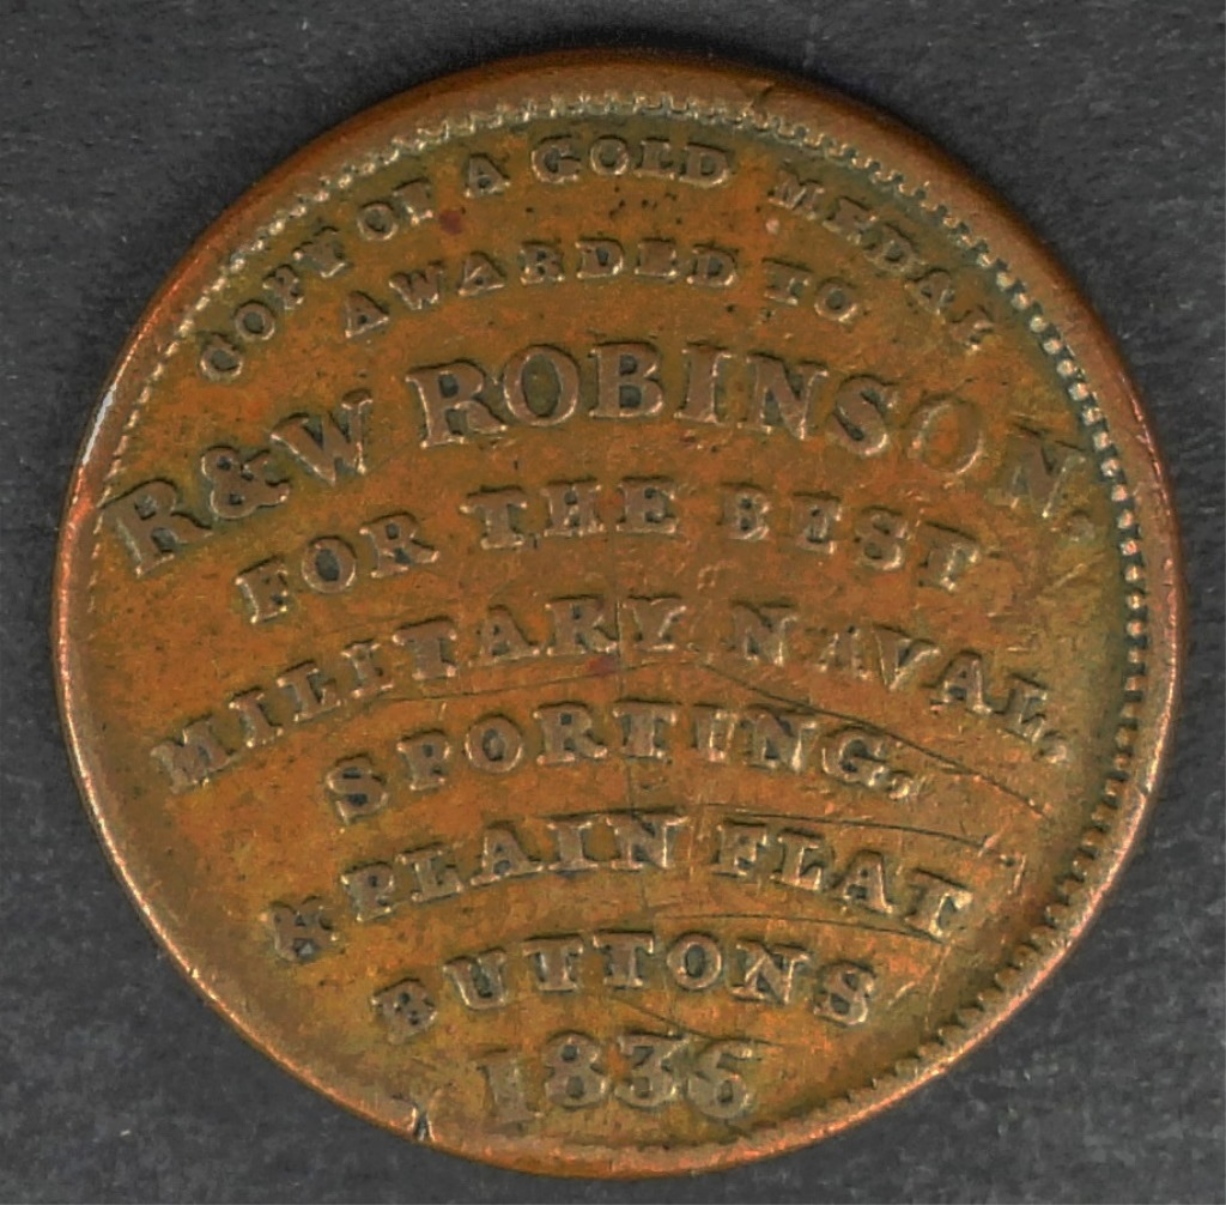 COPY OF A GOLD MEDAL
AWARDED TO
R&W ROBINSON,
FOR THE BEST
MILITARY NAVAL,
SPORTING,
& PLAIN FLAT
BUTTONS
1836